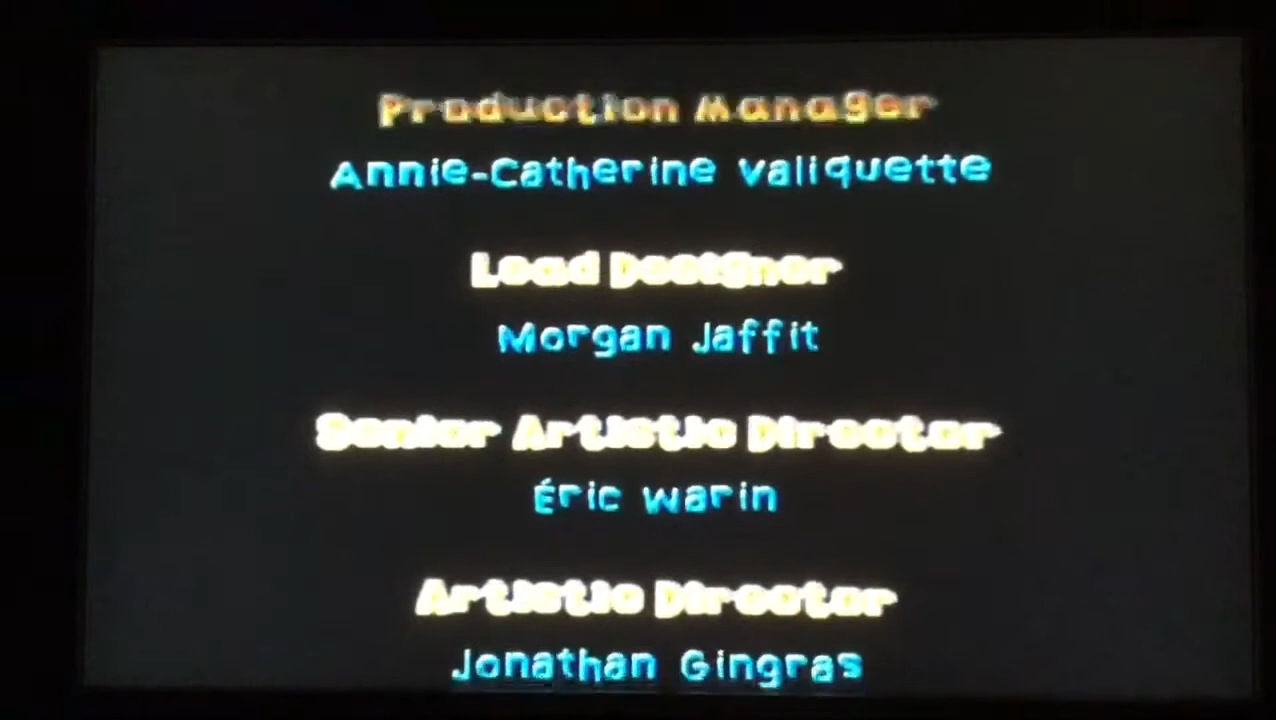 Production Manager
Annie-Catherine Valiquette
Lead Designer
Morgan Jaffit
Senior Artistic Director
Éric Warin
Artistic Director
Jonathan Gingras